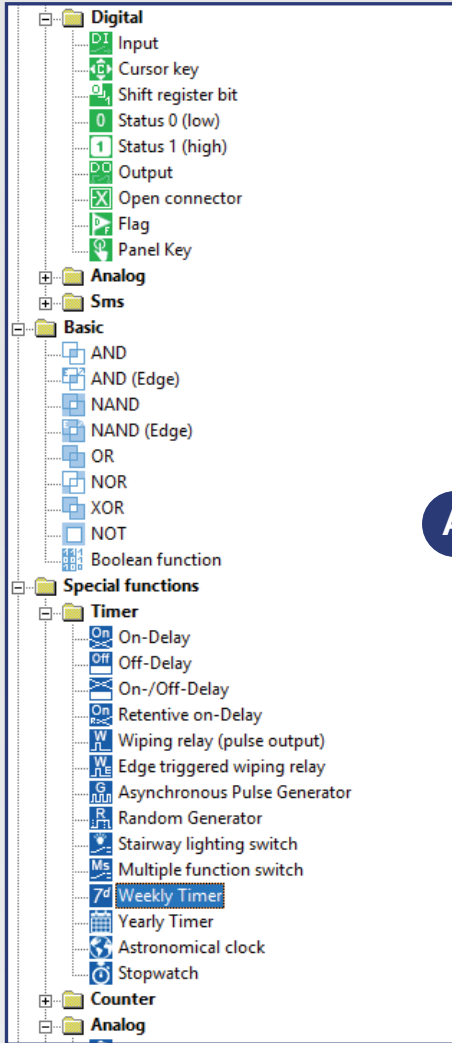 Digital
Input
Cursor key
Shift register bit
Status 0 (low)
Status 1 (high)
Output
Open connector
Flag
Panel Key
Analog
Sms
Basic
AND
AND (Edge)
NAND
NAND (Edge)
OR
NOR
XOR
NOT
Boolean function
Special functions
Timer
On-Delay
Off-Delay
On-/Off-Delay
Retentive on-Delay
Wiping relay (pulse output)
Edge triggered wiping relay
Asynchronous Pulse Generator
Random Generator
Stairway lighting switch
Multiple function switch
Weekly Timer
Yearly Timer
Astronomical clock
Stopwatch
Counter
Analog
A